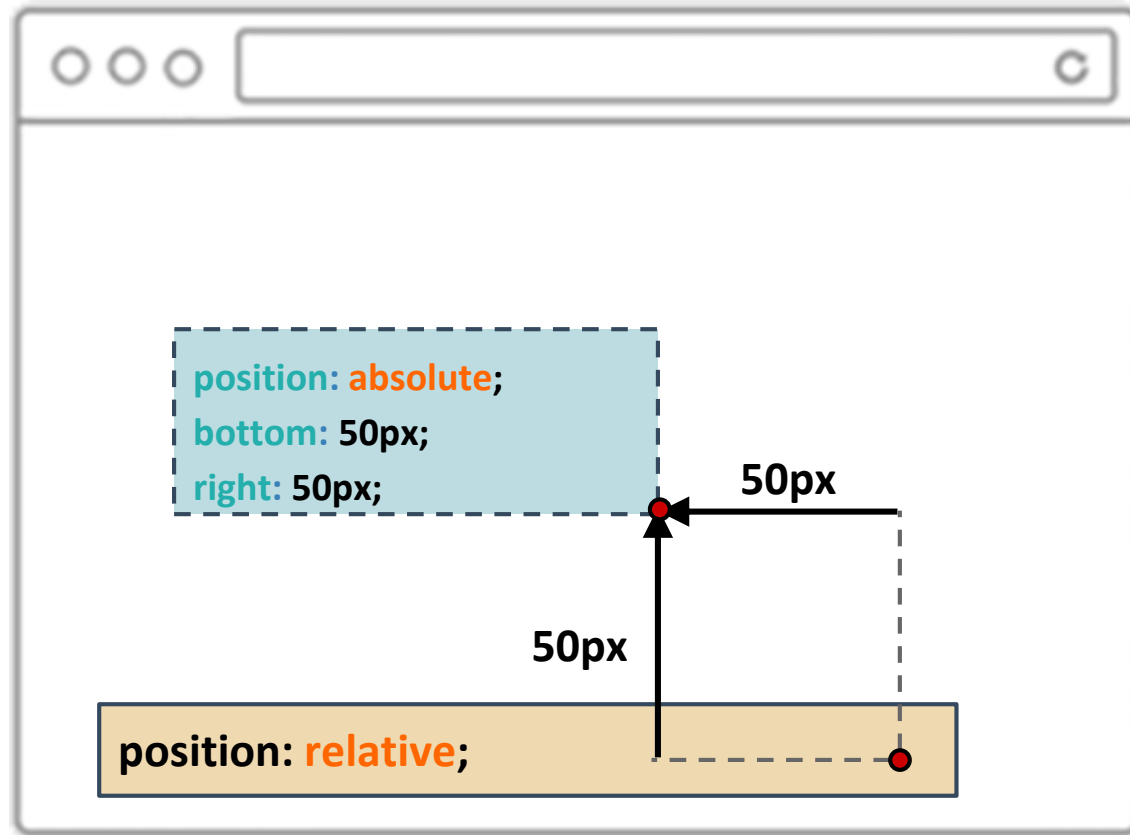 position: absolute;
bottom: 50px;
right: 50px;
50px
50px
position: relative;